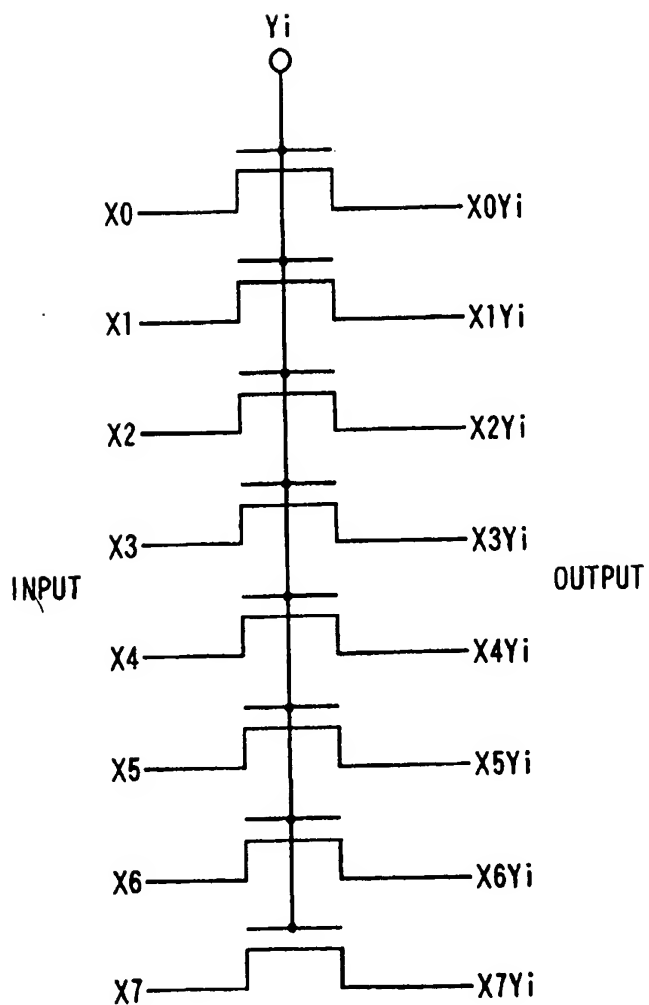 Yi
X0 X0Yi
X1 X1Yi
X2 X2Yi
X3 X3Yi
INPUT OUTPUT
X4 X4Yi
X5 X5Yi
X6 X6Yi
X7 X7Yi